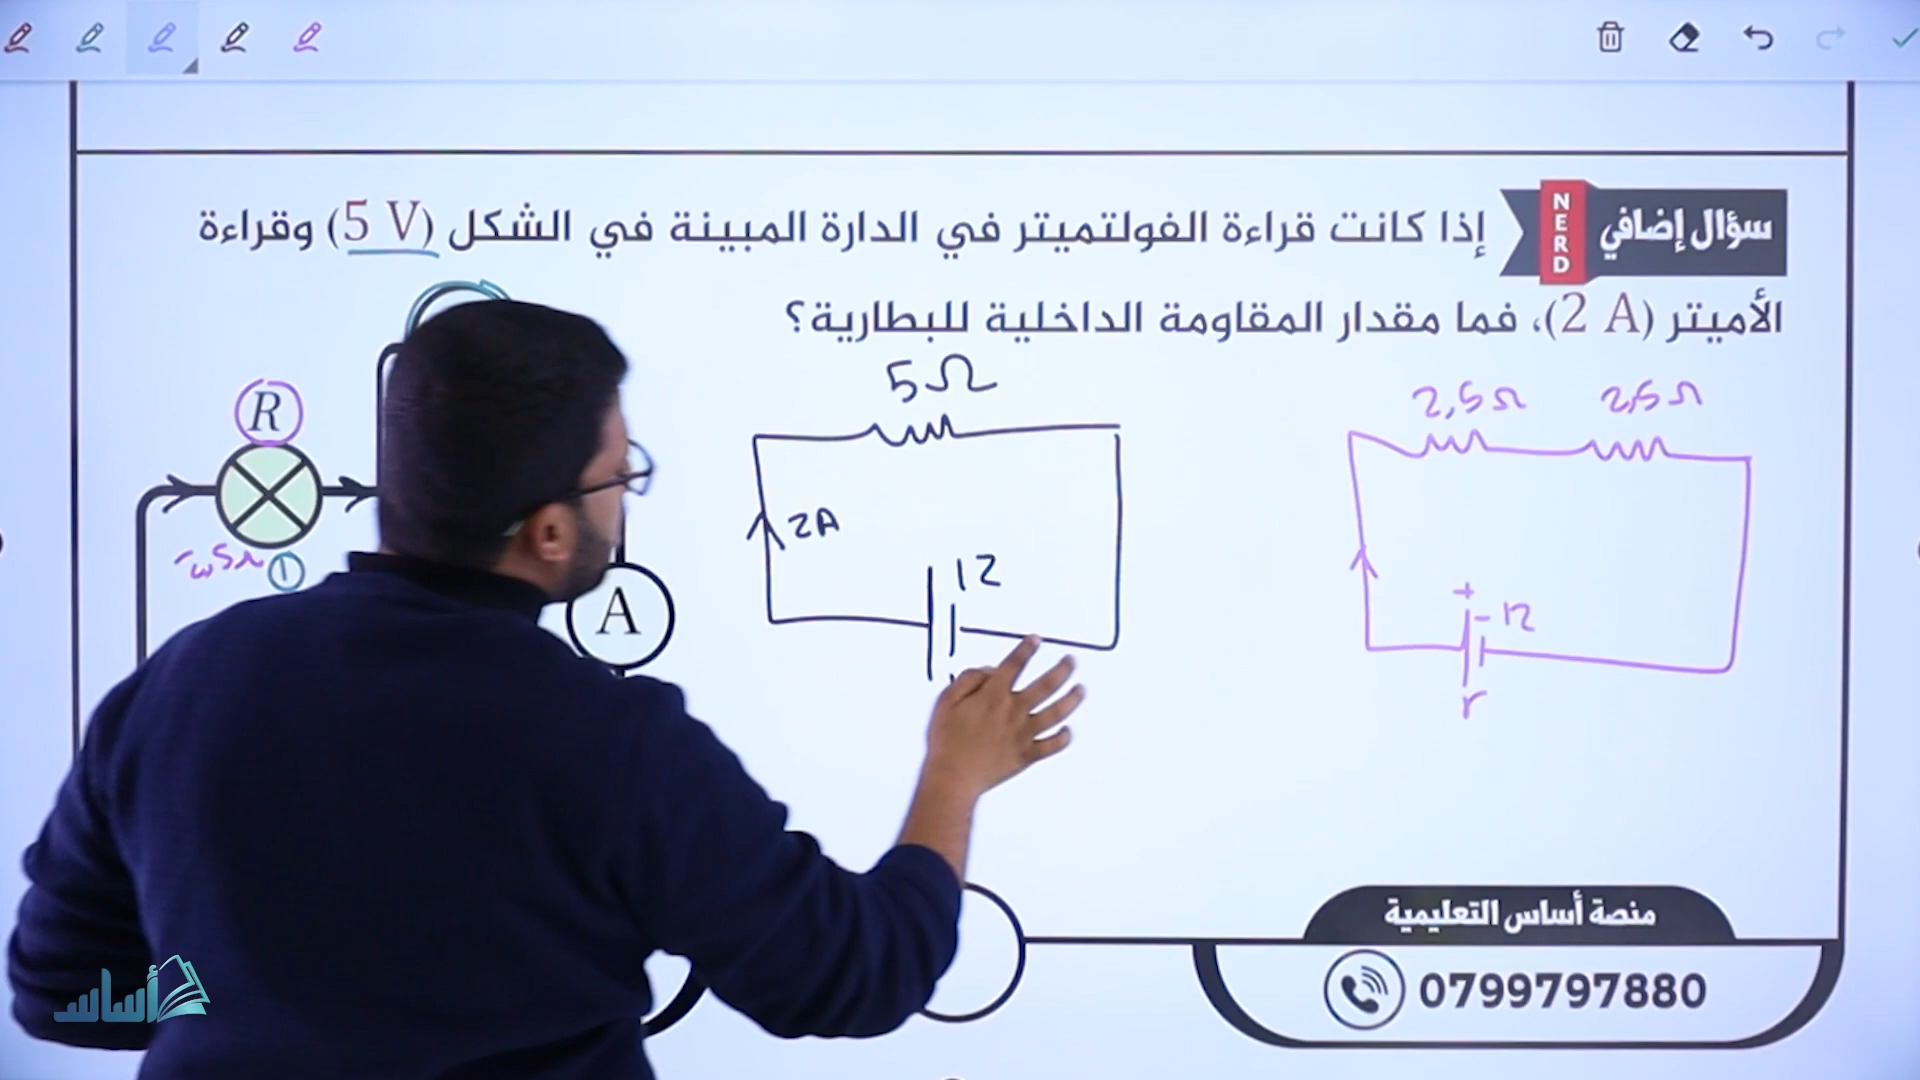 سؤال إضافي
NERD
إذا كانت قراءة الفولتميتر في الدارة المبينة في الشكل (5 V) وقراءة
الأميتر (2 A)، فما مقدار المقاومة الداخلية للبطارية؟
R
①
A
5Ω
2A
12
2,5Ω 2,5Ω
+
- 12
r
منصة أساس التعليمية
0799797880
أساس